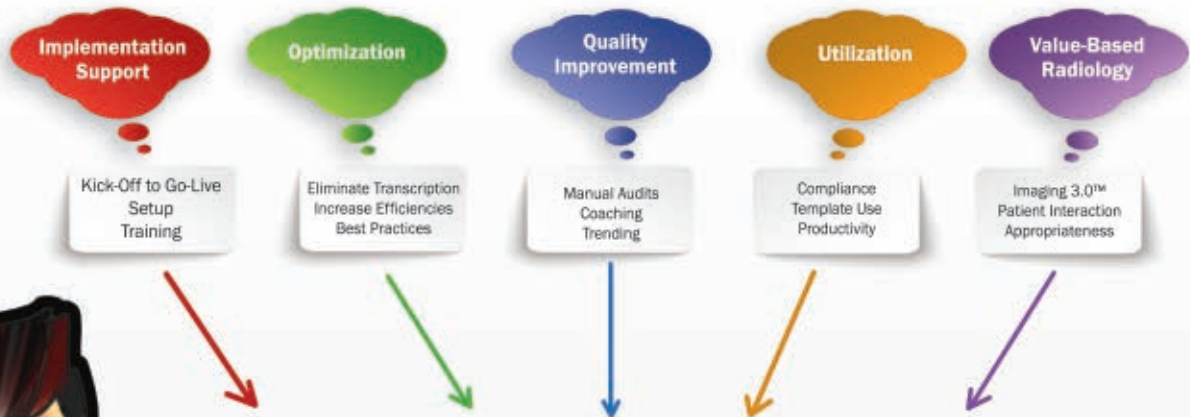 Implementation
Support
Optimization
Quality
Improvement
Utilization
Value-Based
Radiology
Kick-Off to Go-Live
Setup
Training
Eliminate Transcription
Increase Efficiencies
Best Practices
Manual Audits
Coaching
Trending
Compliance
Template Use
Productivity
Imaging 3.0™
Patient Interaction
Appropriateness